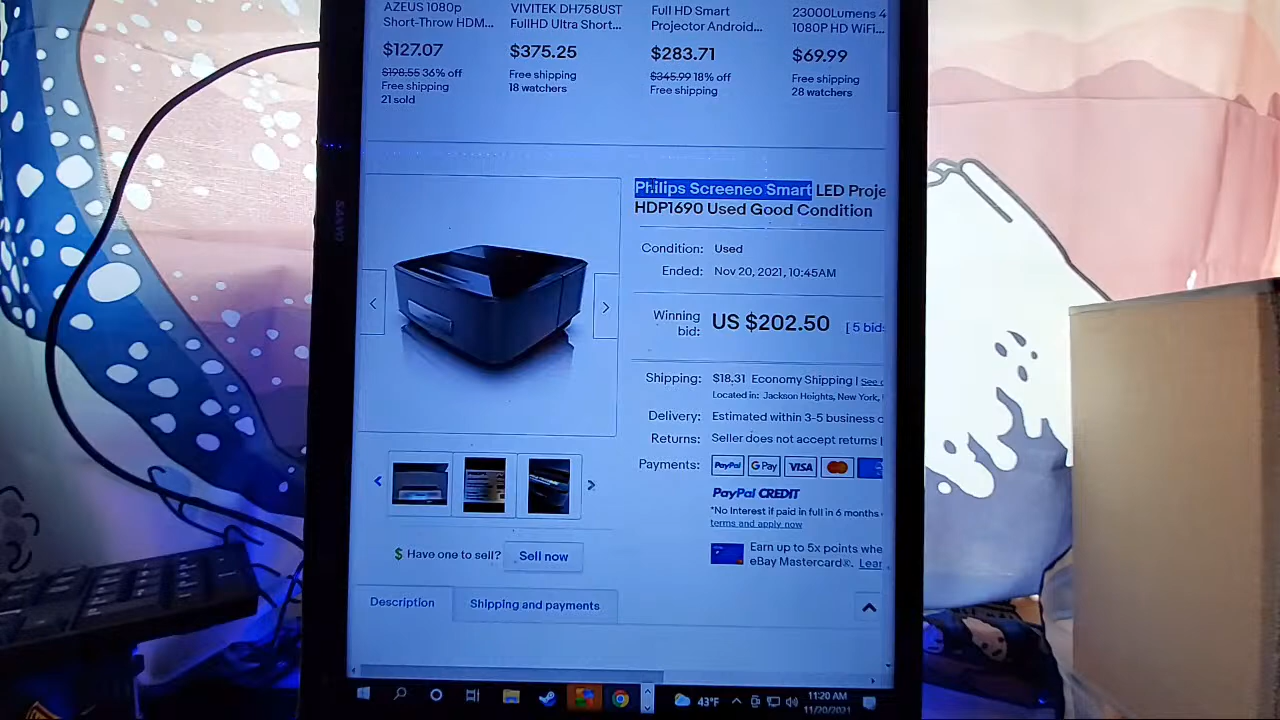 AZEUS 1080p
Short-Throw HDM...
$127.07
$198.55 36% off
Free shipping
21 sold
VIVITEK DH758UST
FullHD Ultra Short...
$375.25
Free shipping
18 watchers
Full HD Smart
Projector Android...
$283.71
$345.99 18% off
Free shipping
23000Lumens 4
1080P HD WiFi...
$69.99
Free shipping
28 watchers
SANYO
Philips Screeneo Smart LED Proje
HDP1690 Used Good Condition
Condition: Used
Ended: Nov 20, 2021, 10:45AM
Winning bid: US $202.50 [ 5 bids
Shipping: $18.31 Economy Shipping | See
Located in: Jackson Heights, New York,
Delivery: Estimated within 3-5 business
Returns: Seller does not accept returns |
Payments: PayPal G Pay VISA
PayPal CREDIT
*No Interest if paid in full in 6 months
terms and apply now
Earn up to 5x points whe
eBay Mastercard®. Lear
$ Have one to sell? Sell now
Description
Shipping and payments
43°F
11:20 AM
11/20/2021